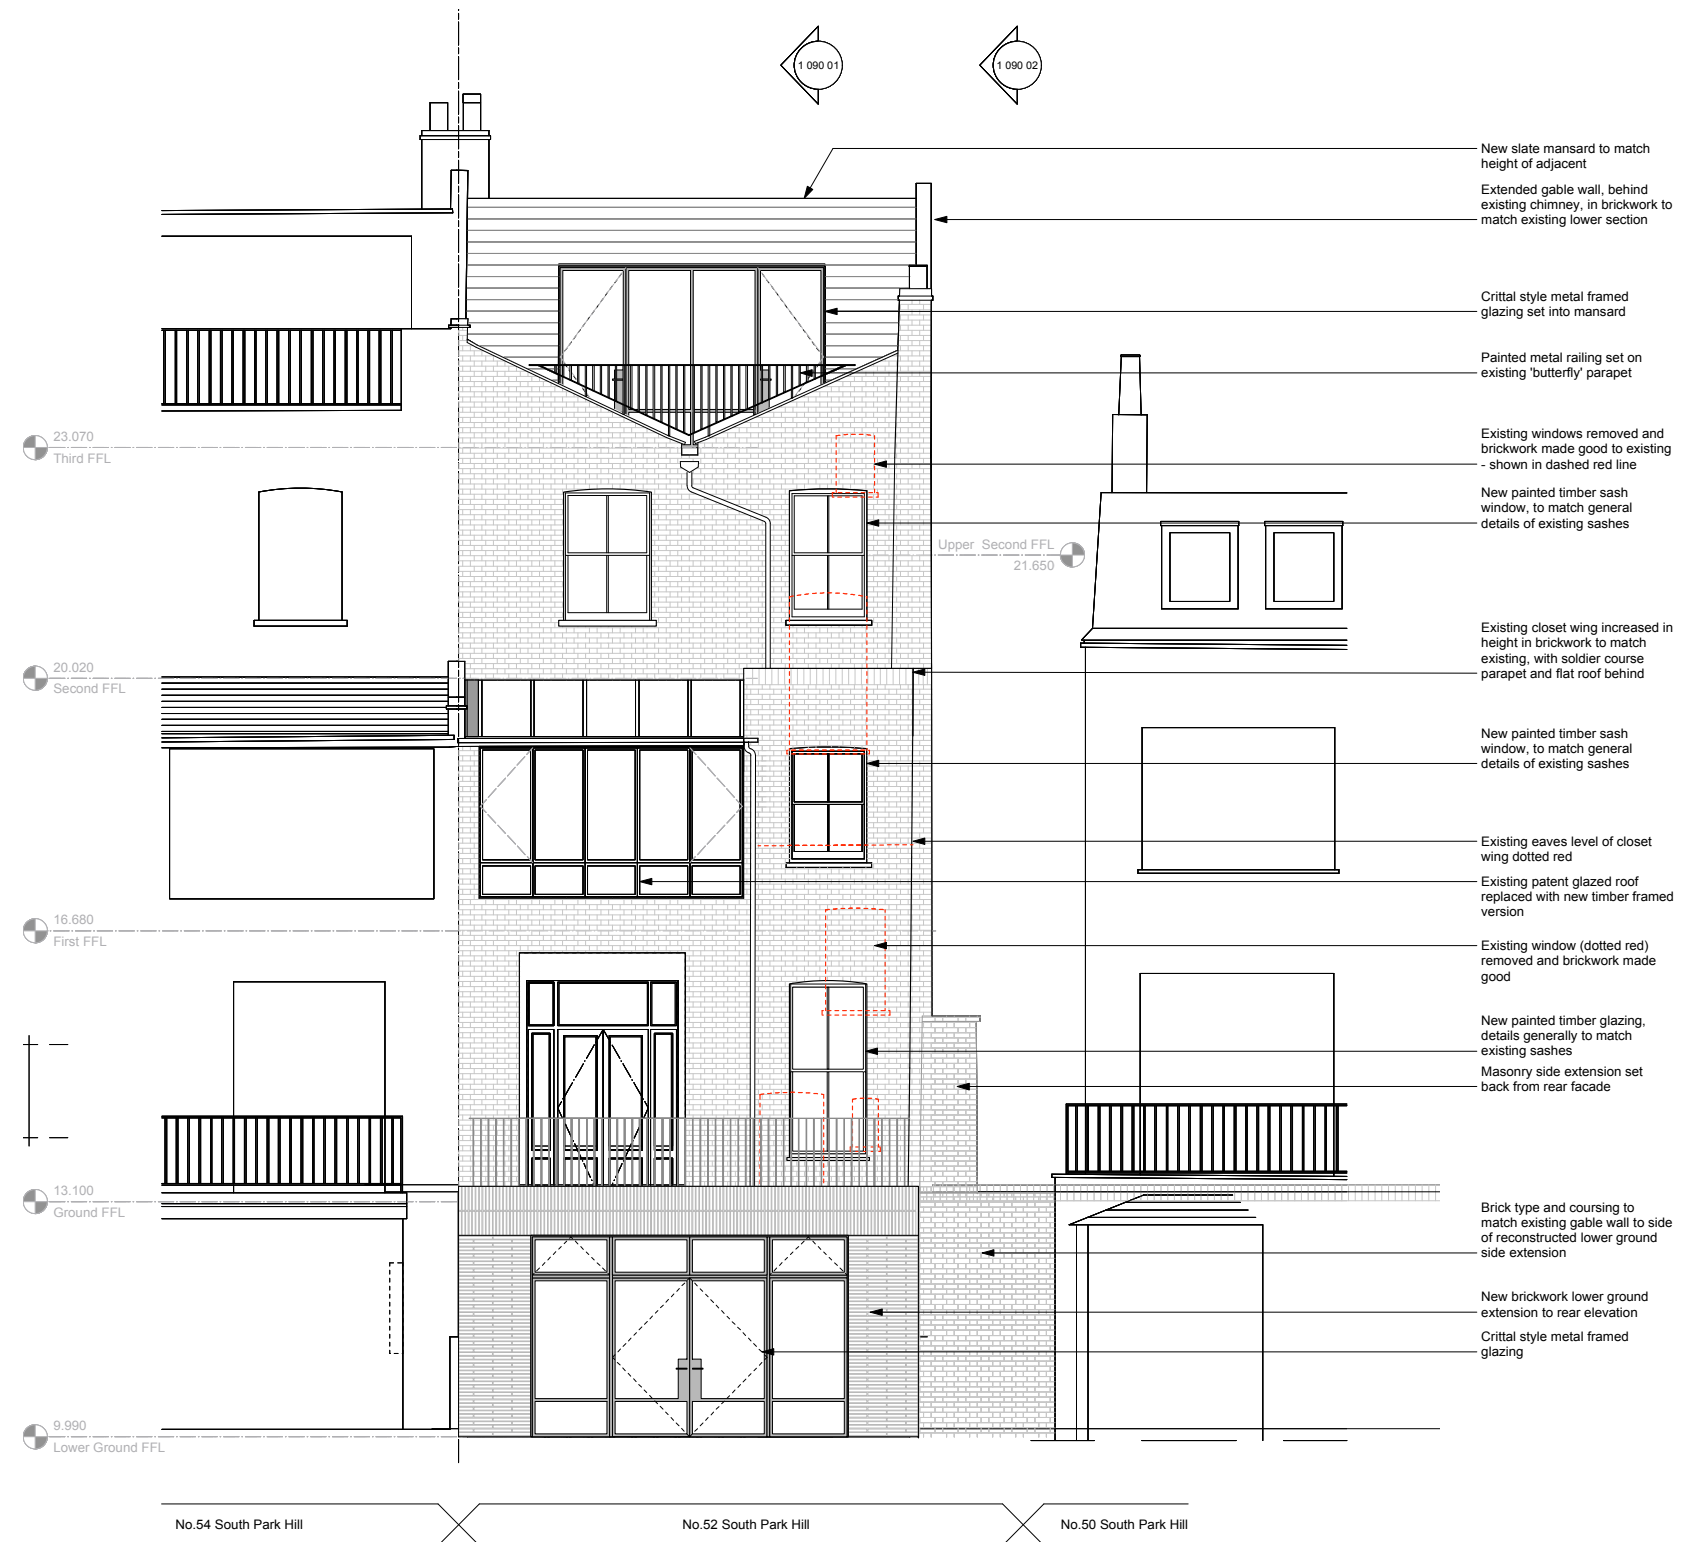 1 090 01
1 090 02
New slate mansard to match
height of adjacent
Extended gable wall, behind
existing chimney, in brickwork to
match existing lower section
Crittal style metal framed
glazing set into mansard
Painted metal railing set on
existing 'butterfly' parapet
23.070
Third FFL
Existing windows removed and
brickwork made good to existing
- shown in dashed red line
New painted timber sash
window, to match general
details of existing sashes
Upper Second FFL
21.650
Existing closet wing increased in
height in brickwork to match
existing, with soldier course
parapet and flat roof behind
20.020
Second FFL
New painted timber sash
window, to match general
details of existing sashes
Existing eaves level of closet
wing dotted red
Existing patent glazed roof
replaced with new timber framed
version
16.680
First FFL
Existing window (dotted red)
removed and brickwork made
good
New painted timber glazing,
details generally to match
existing sashes
Masonry side extension set
back from rear facade
13.100
Ground FFL
Brick type and coursing to
match existing gable wall to side
of reconstructed lower ground
side extension
New brickwork lower ground
extension to rear elevation
Crittal style metal framed
glazing
9.990
Lower Ground FFL
No.54 South Park Hill
No.52 South Park Hill
No.50 South Park Hill